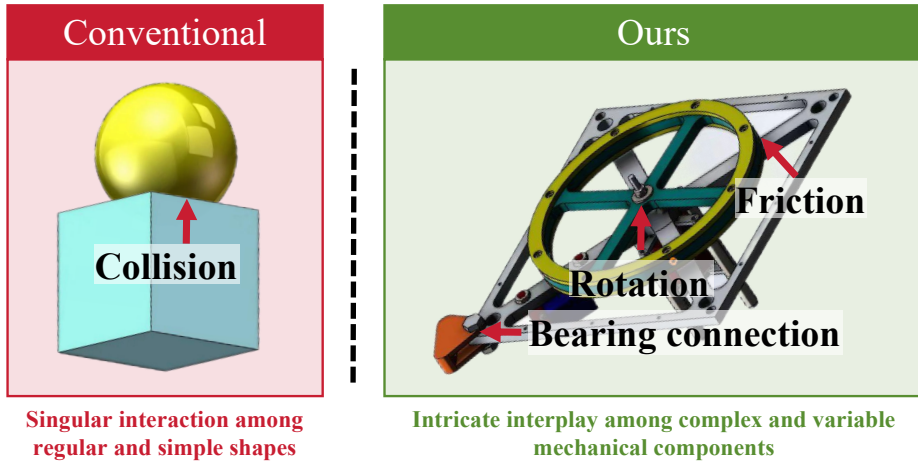 Conventional
Ours
Collision
Friction
Rotation
Bearing connection
Singular interaction among
regular and simple shapes
Intricate interplay among complex and variable
mechanical components